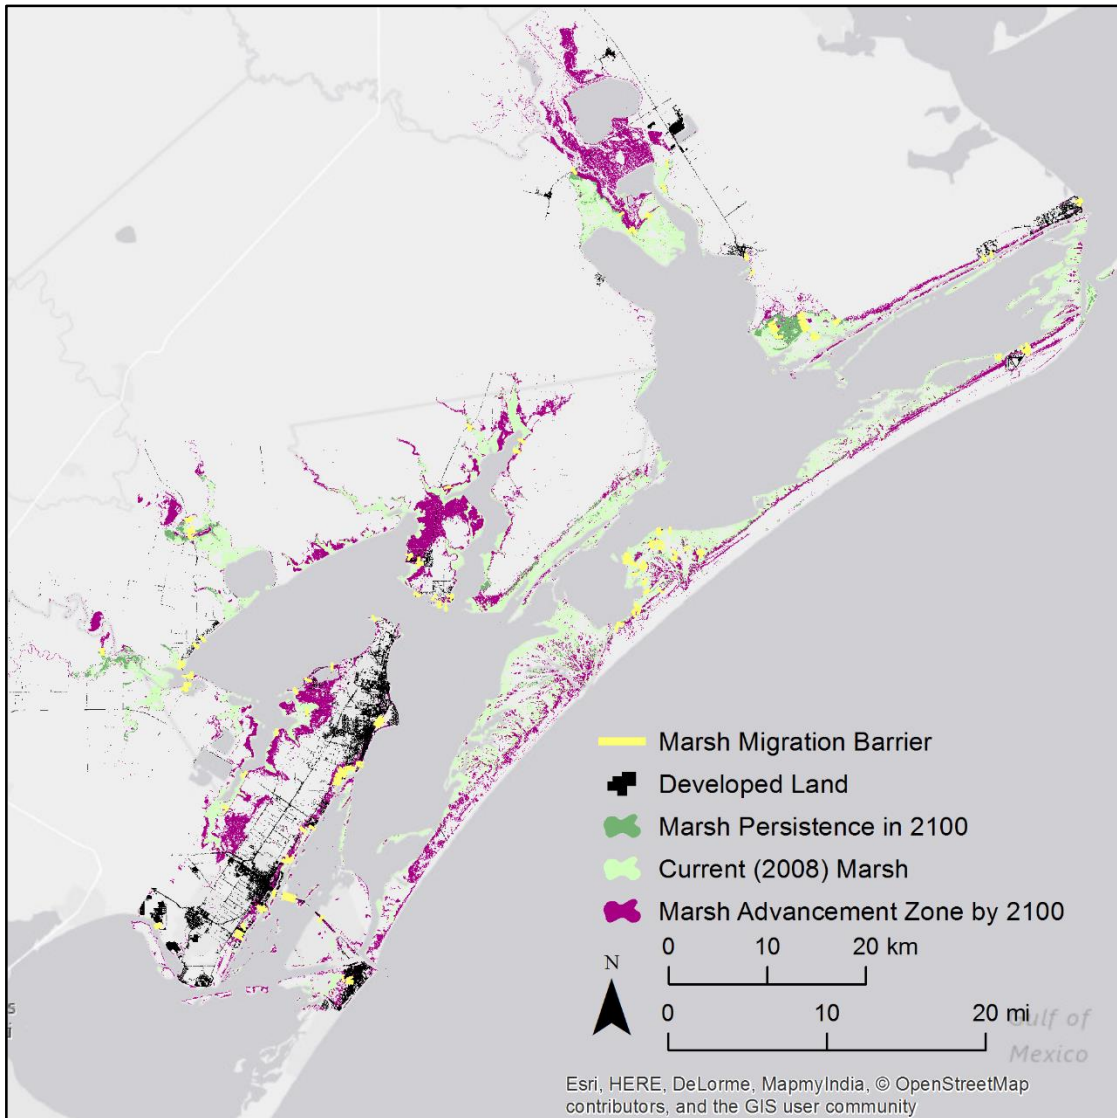 Marsh Migration Barrier
Developed Land
Marsh Persistence in 2100
Current (2008) Marsh
Marsh Advancement Zone by 2100
0 10 20 km
N
0 10 20 mi
Gulf of
Mexico
s
i
Esri, HERE, DeLorme, MapmyIndia, © OpenStreetMap
contributors, and the GIS user community